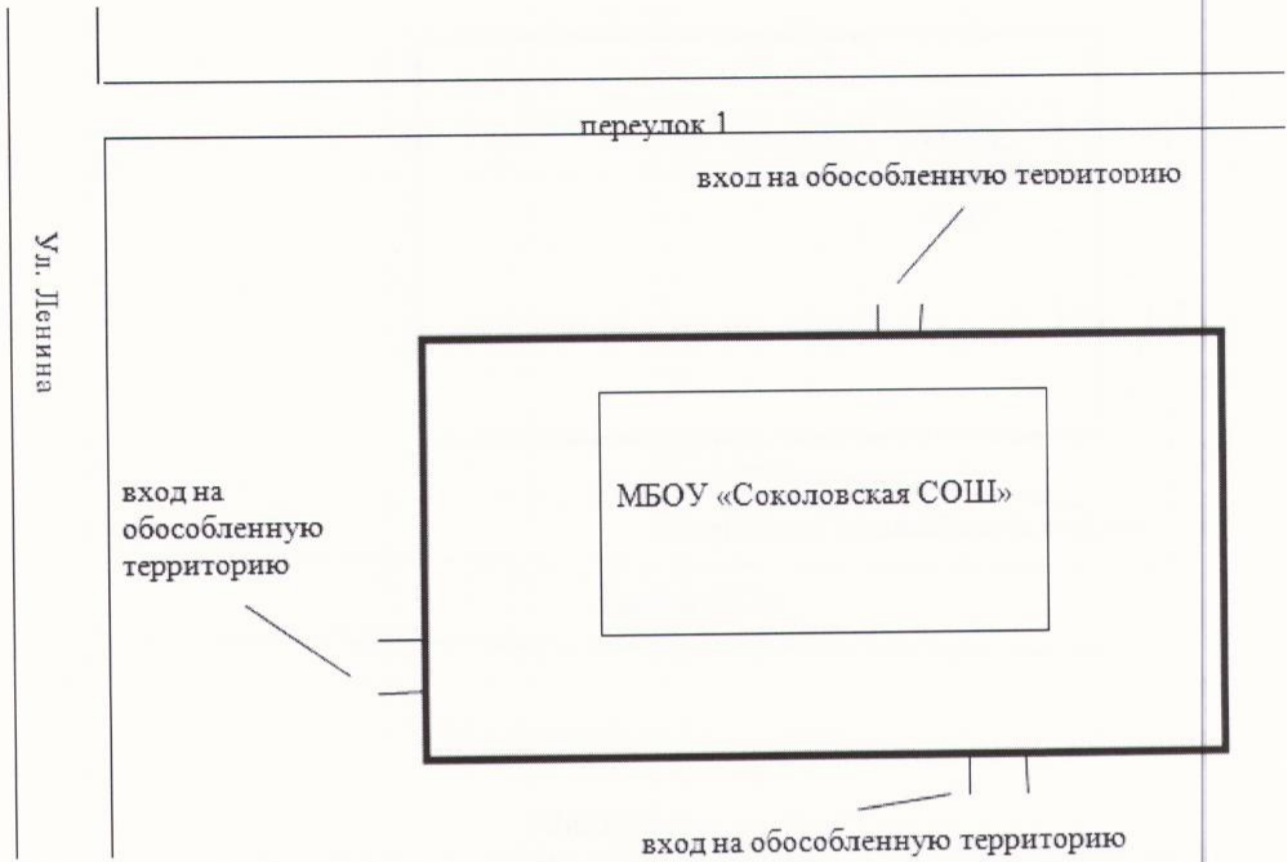 переулок 1
вход на обособленную территорию
Ул. Ленина
МБОУ «Соколовская СОШ»
вход на
обособленную
территорию
вход на обособленную территорию